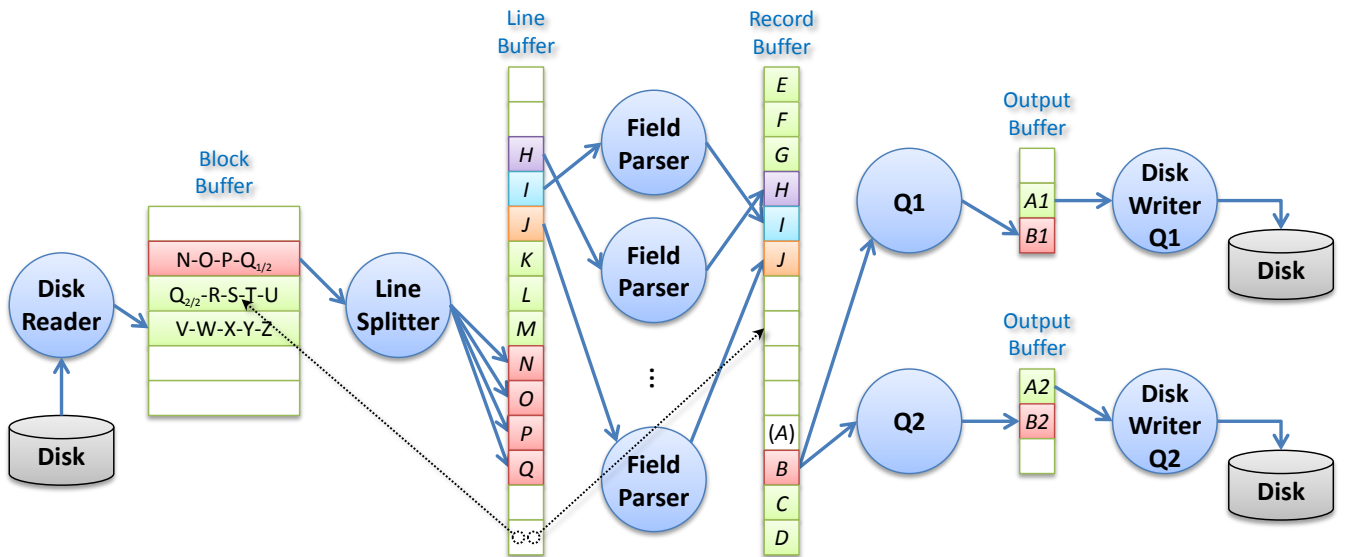 Line
Buffer
Record
Buffer
Block
Buffer
Output
Buffer
Output
Buffer
Disk
Reader
Disk
N-O-P-Q1/2
Q2/2-R-S-T-U
V-W-X-Y-Z
Line
Splitter
H
I
J
K
L
M
N
O
P
Q
Field
Parser
Field
Parser
...
Field
Parser
E
F
G
H
I
J
(A)
B
C
D
Q1
Q2
A1
B1
A2
B2
Disk
Writer
Q1
Disk
Disk
Writer
Q2
Disk